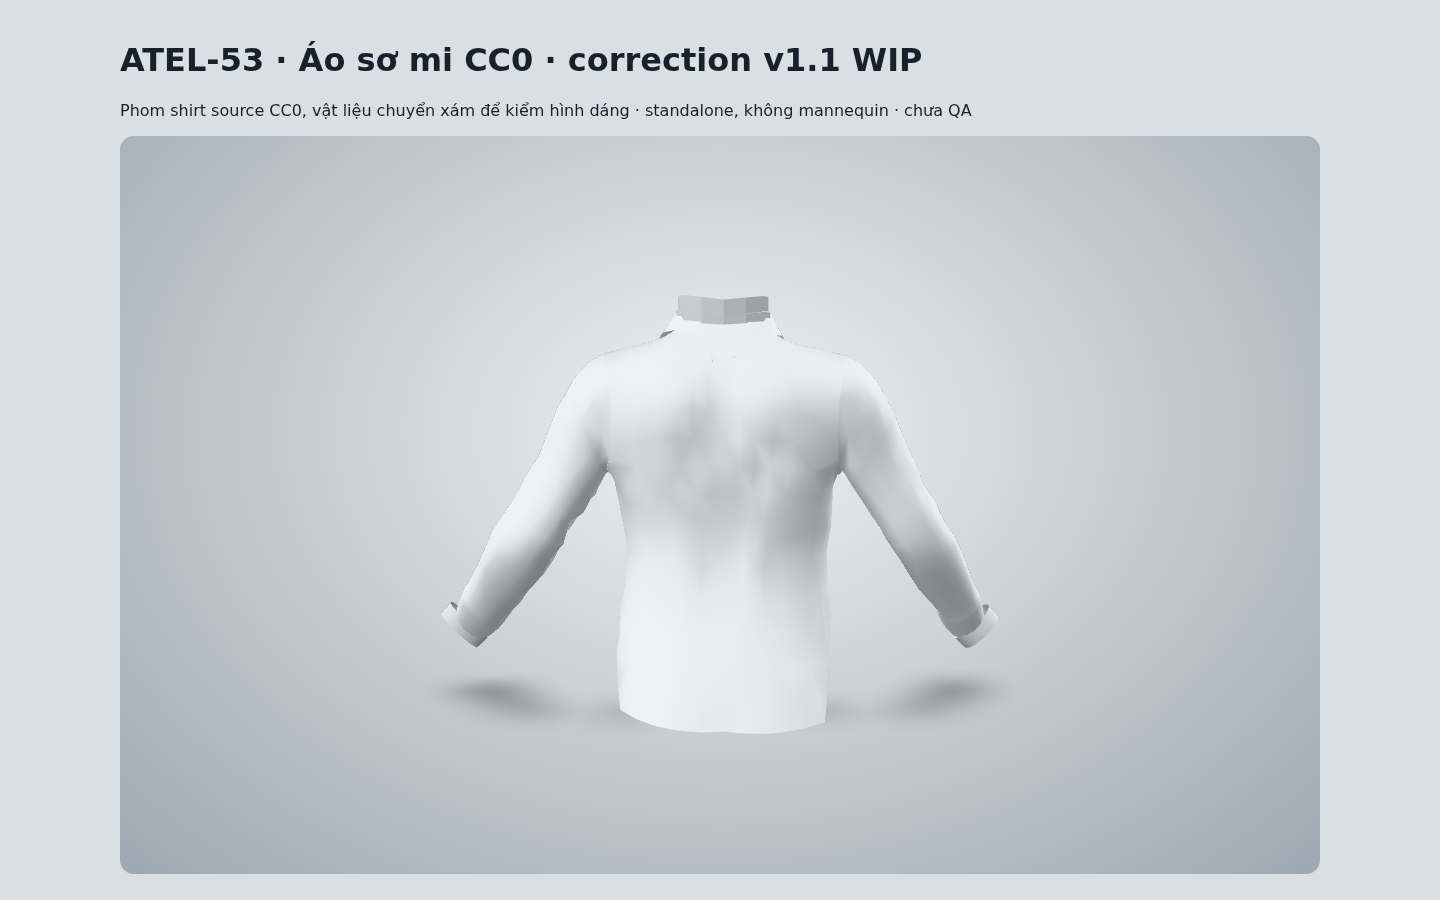 ATEL-53 · Áo sơ mi CC0 · correction v1.1 WIP
Phom shirt source CC0, vật liệu chuyển xám để kiểm hình dáng · standalone, không mannequin · chưa QA